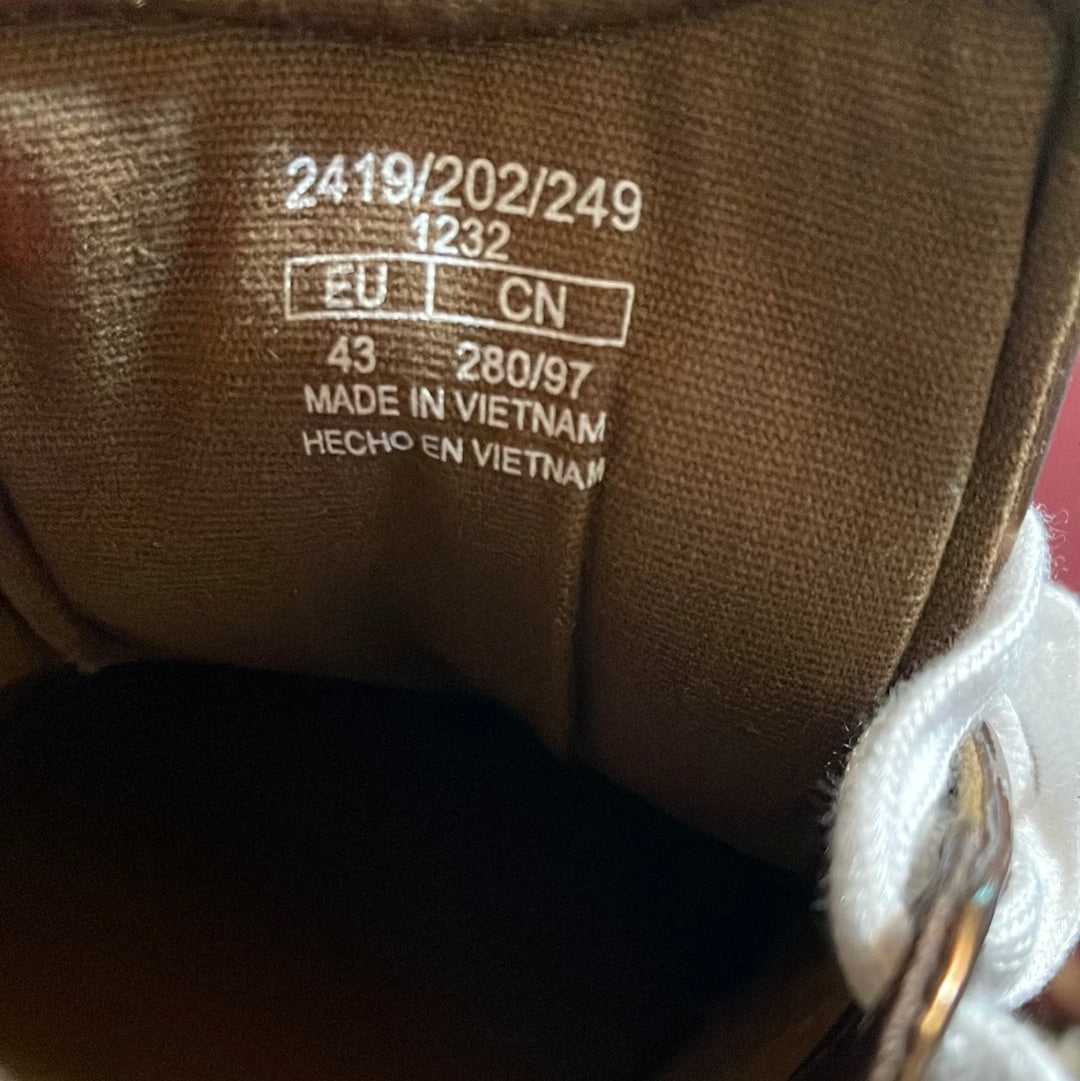 2419/202/249
1232
EU CN
43 280/97
MADE IN VIETNAM
HECHO EN VIETNAM